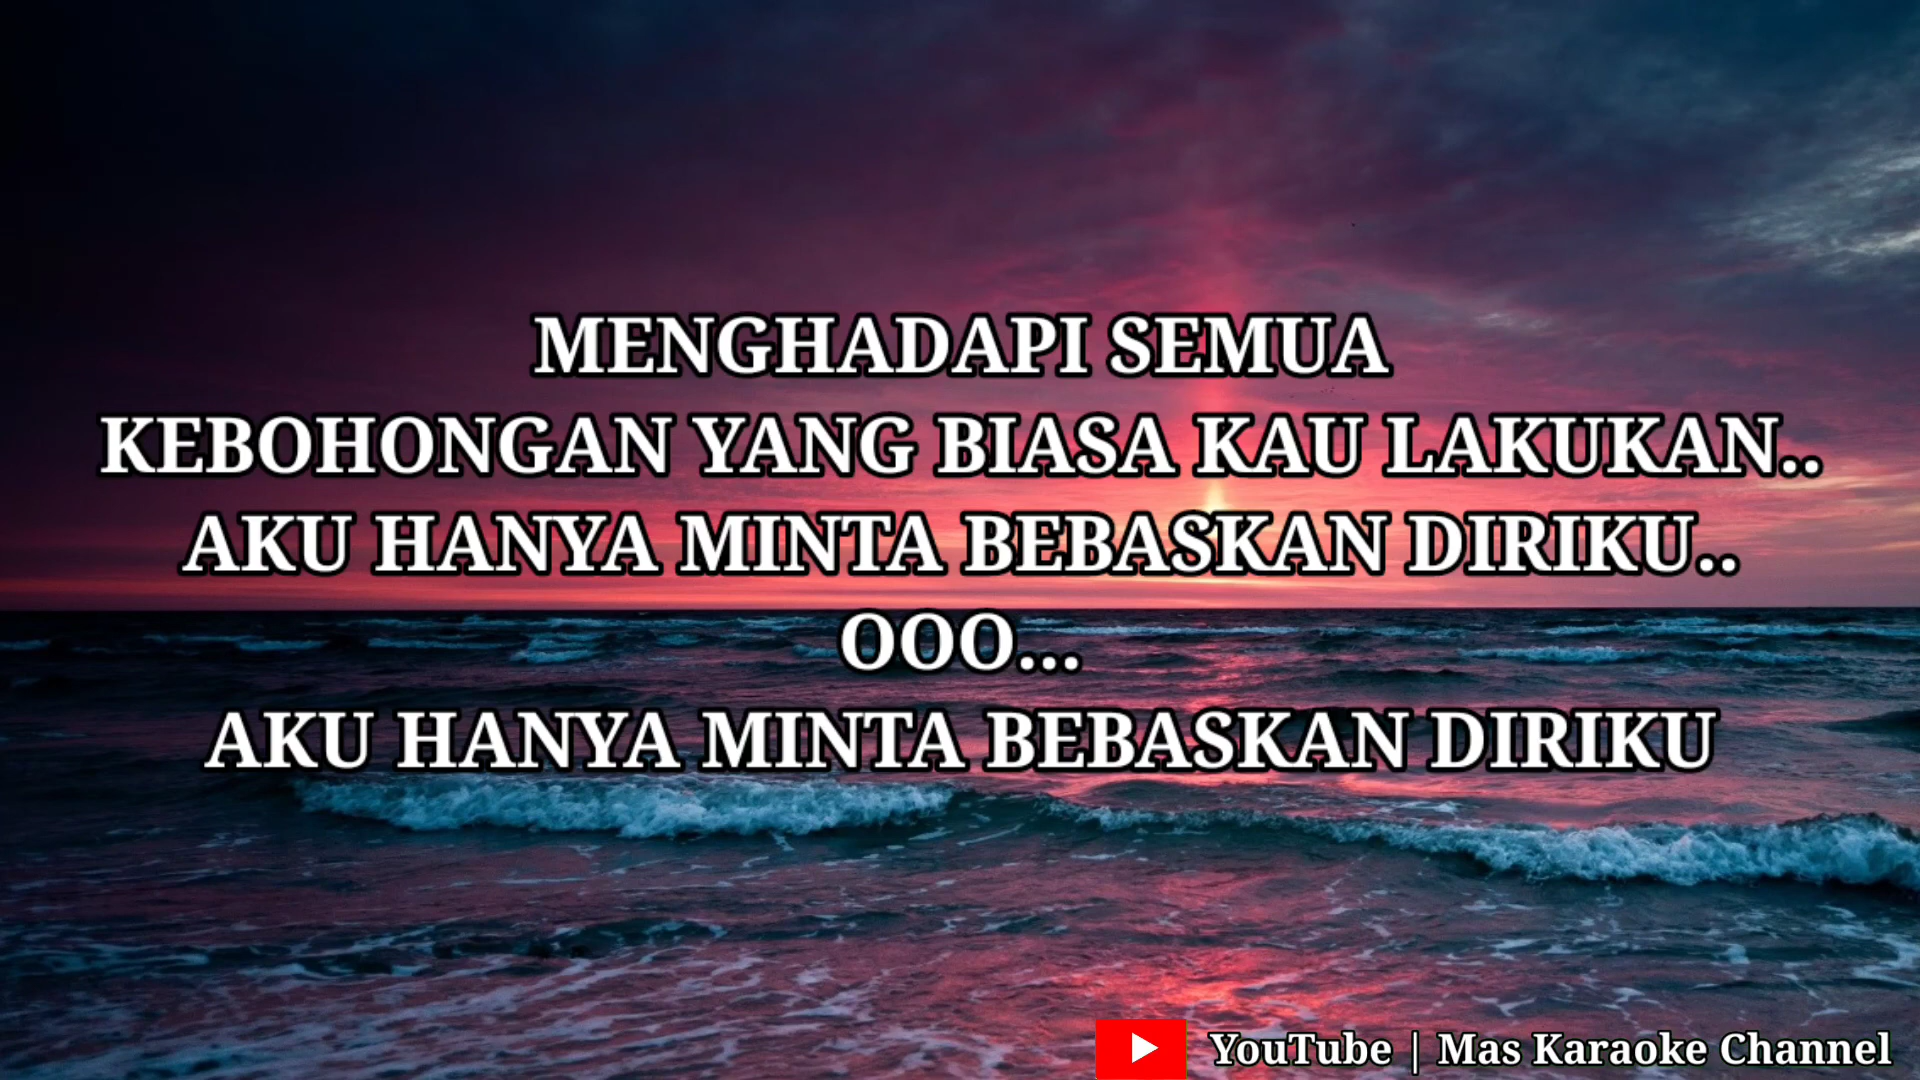 MENGHADAPI SEMUA
KEBOHONGAN YANG BIASA KAU LAKUKAN..
AKU HANYA MINTA BEBASKAN DIRIKU..
OOO...
AKU HANYA MINTA BEBASKAN DIRIKU
YouTube | Mas Karaoke Channel